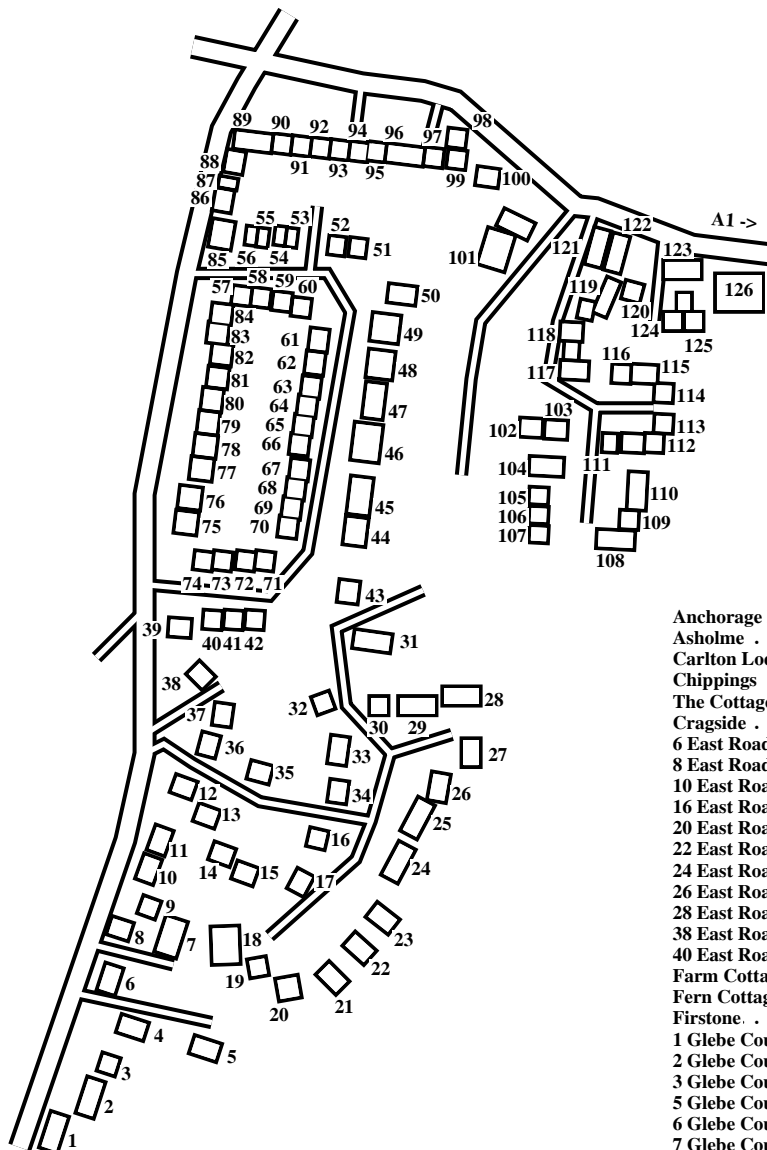 98
89 90 92 94 96 97
88
91 93 95 99 100
87
86
A1 ->
55 53 52 122
121
85 56 54 51 101 123
58 59
57 60 50 119 126
84 120
83 49 118 124
61 125
82 62 48 117 116 115
81 63
80 64 47 114
79 65 102 103 113
78 66 46 111 112
77 67 104
76 68 105 110
75 69 45 106
70 44 107 109
108
74 73 72 71
43
39 40 41 42
31
38
37 32 30 29 28
36 33 27
35
12 34 26
13 25
11 16
10 14 15 17 24
9
8 7 18 23
22
6 19
20 21
4
5
3
2
1
Anchorage
Asholme .
Carlton Lo
Chippings
The Cottage
Cragside .
6 East Road
8 East Road
10 East Roa
16 East Roa
20 East Roa
22 East Roa
24 East Roa
26 East Roa
28 East Roa
38 East Roa
40 East Roa
Farm Cotta
Fern Cottag
Firstone. .
1 Glebe Cou
2 Glebe Cou
3 Glebe Cou
5 Glebe Cou
6 Glebe Cou
7 Glebe Cou